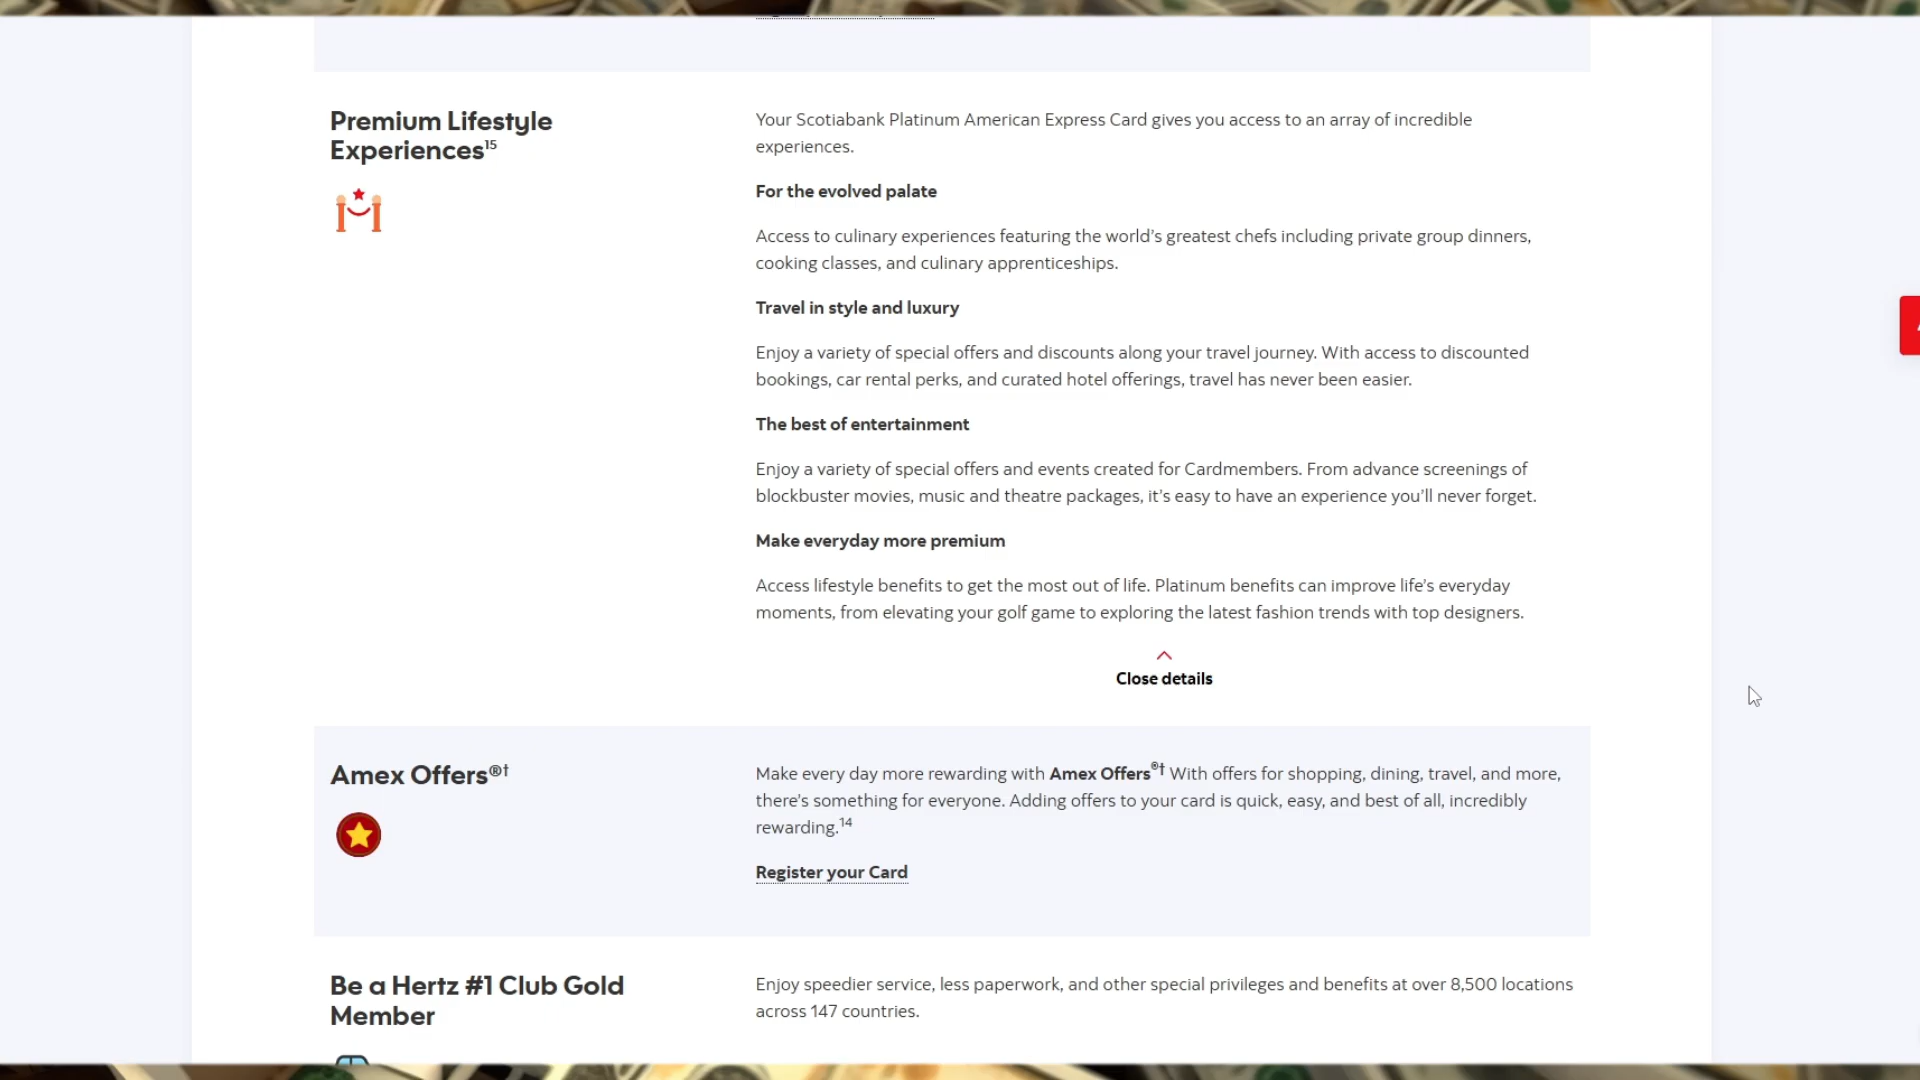 Premium Lifestyle
Experiences¹⁵
Your Scotiabank Platinum American Express Card gives you access to an array of incredible
experiences.
For the evolved palate
Access to culinary experiences featuring the world's greatest chefs including private group dinners,
cooking classes, and culinary apprenticeships.
Travel in style and luxury
Enjoy a variety of special offers and discounts along your travel journey. With access to discounted
bookings, car rental perks, and curated hotel offerings, travel has never been easier.
The best of entertainment
Enjoy a variety of special offers and events created for Cardmembers. From advance screenings of
blockbuster movies, music and theatre packages, it's easy to have an experience you'll never forget.
Make everyday more premium
Access lifestyle benefits to get the most out of life. Platinum benefits can improve life's everyday
moments, from elevating your golf game to exploring the latest fashion trends with top designers.
Close details
Amex Offers®†
Make every day more rewarding with Amex Offers®† With offers for shopping, dining, travel, and more,
there's something for everyone. Adding offers to your card is quick, easy, and best of all, incredibly
rewarding.¹⁴
Register your Card
Be a Hertz #1 Club Gold
Member
Enjoy speedier service, less paperwork, and other special privileges and benefits at over 8,500 locations
across 147 countries.